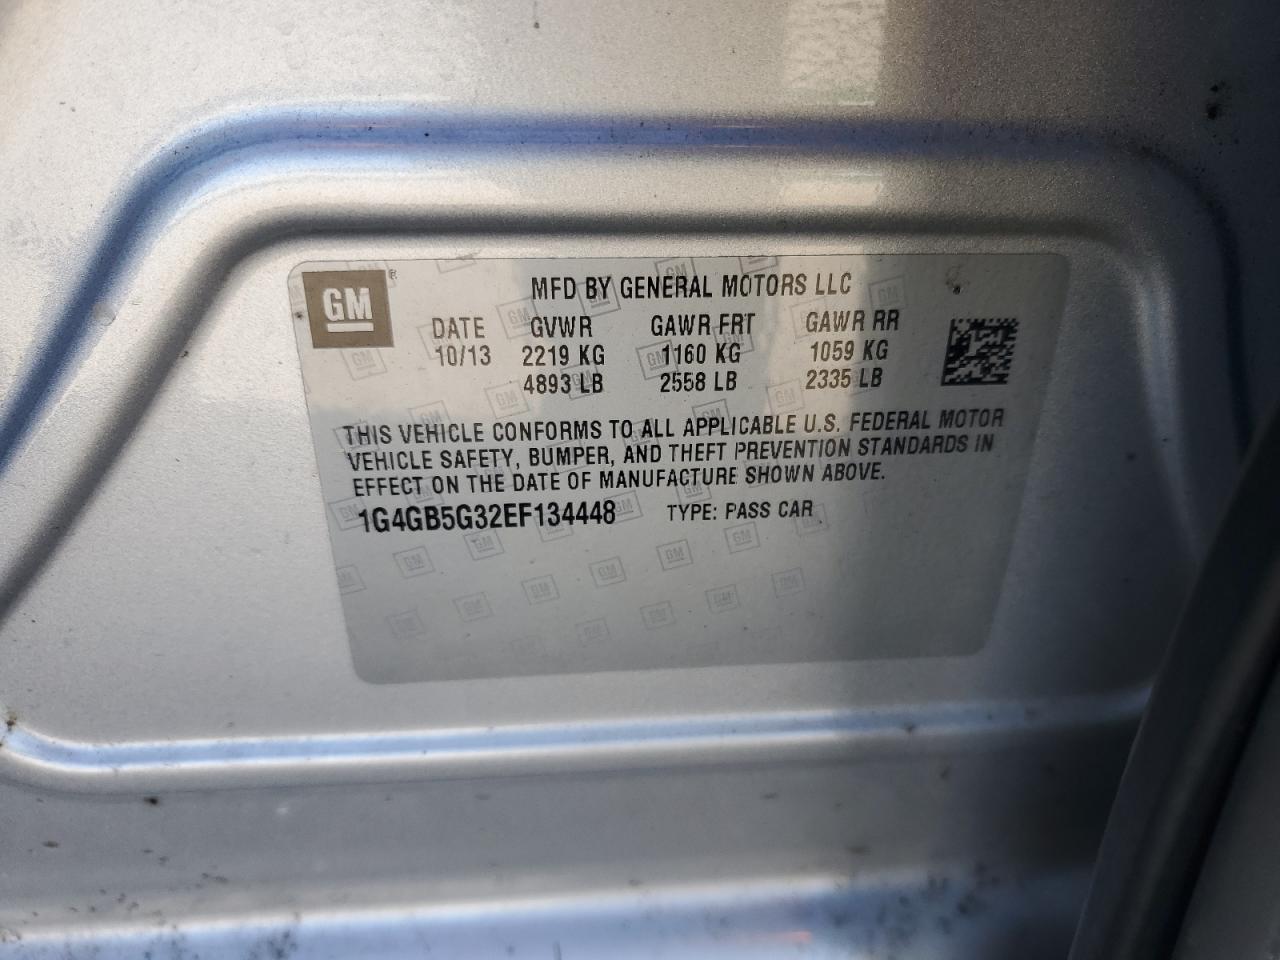 GM®
MFD BY GENERAL MOTORS LLC
DATE GVWR GAWR FRT GAWR RR
10/13 2219 KG 1160 KG 1059 KG
4893 LB 2558 LB 2335 LB
THIS VEHICLE CONFORMS TO ALL APPLICABLE U.S. FEDERAL MOTOR
VEHICLE SAFETY, BUMPER, AND THEFT PREVENTION STANDARDS IN
EFFECT ON THE DATE OF MANUFACTURE SHOWN ABOVE.
1G4GB5G32EF134448 TYPE: PASS CAR